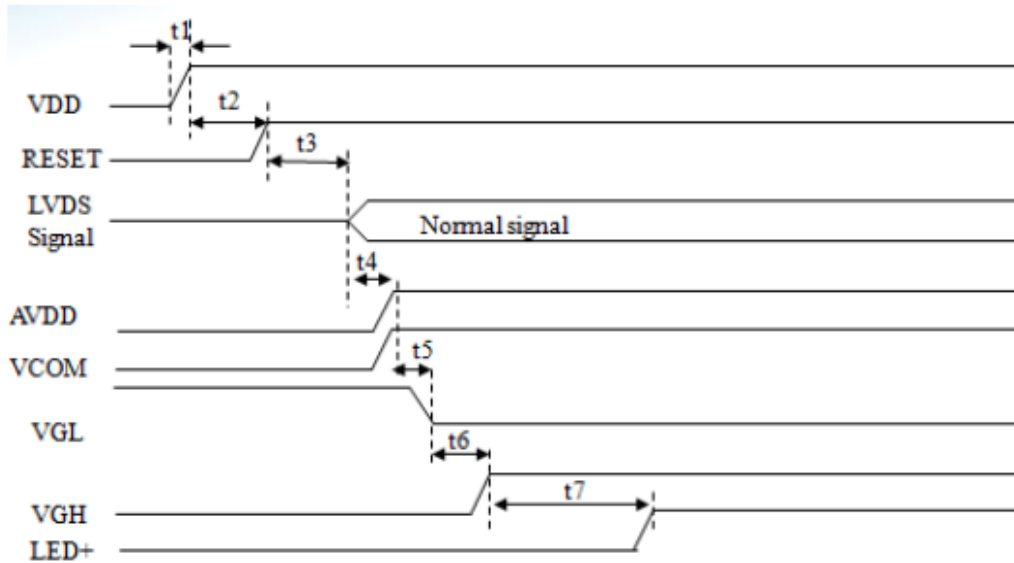 t1
VDD
t2
RESET
t3
LVDS
Signal
Normal signal
t4
AVDD
VCOM
t5
VGL
t6
VGH
t7
LED+